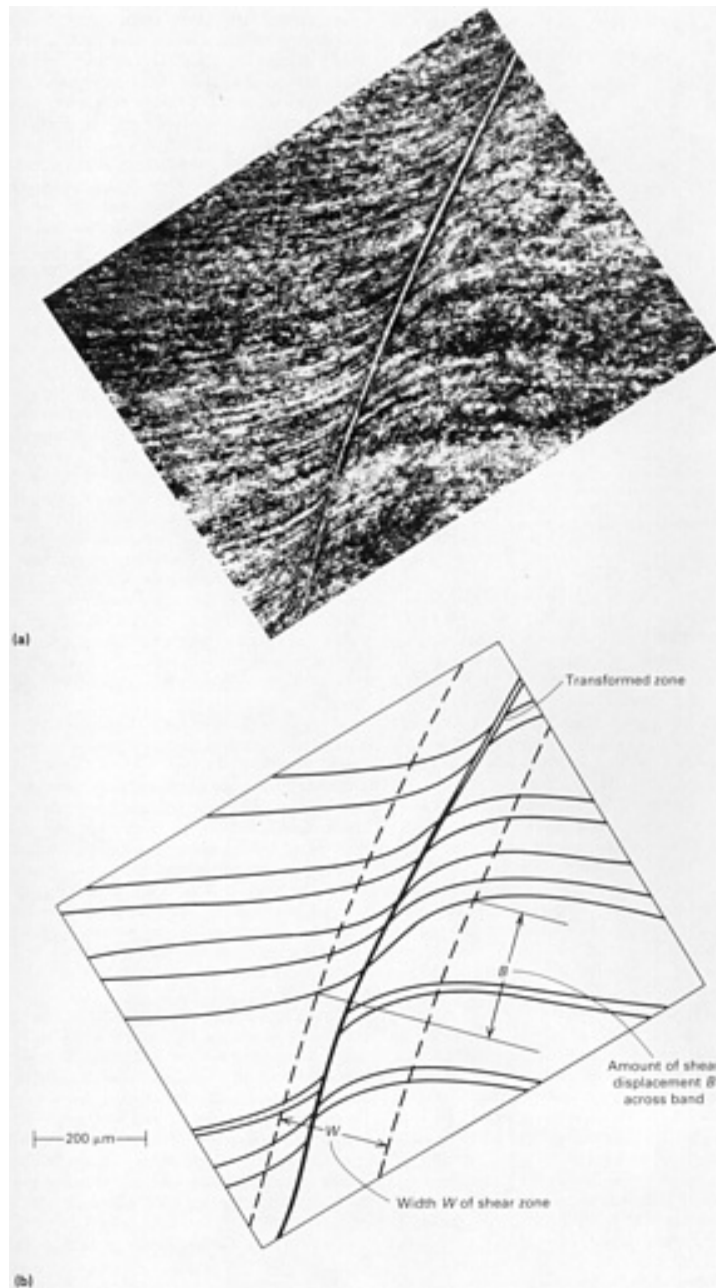 (a)
Transformed zone
B
Amount of shear
displacement B
across band
200 μm
W
Width W of shear zone
(b)